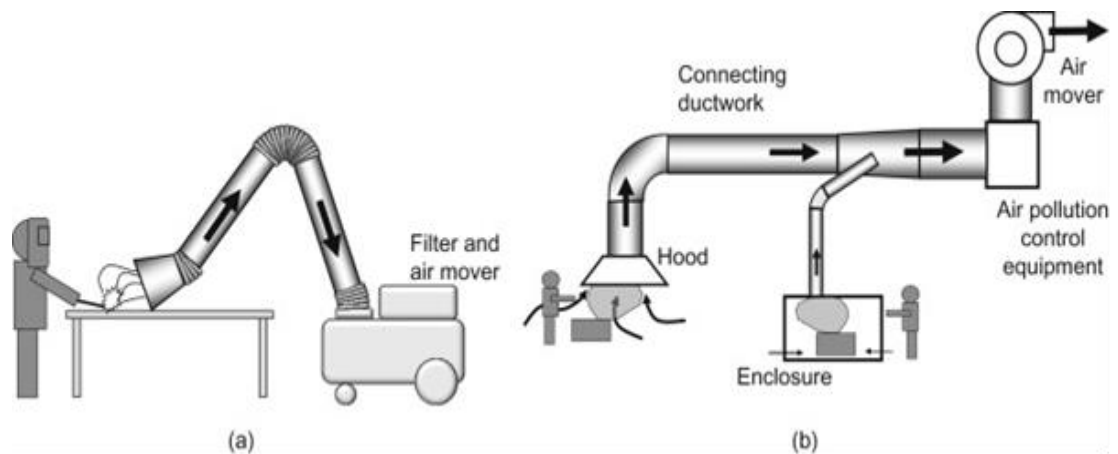 Filter and
air mover
(a)
Connecting
ductwork
Air
mover
Hood
Air pollution
control
equipment
Enclosure
(b)